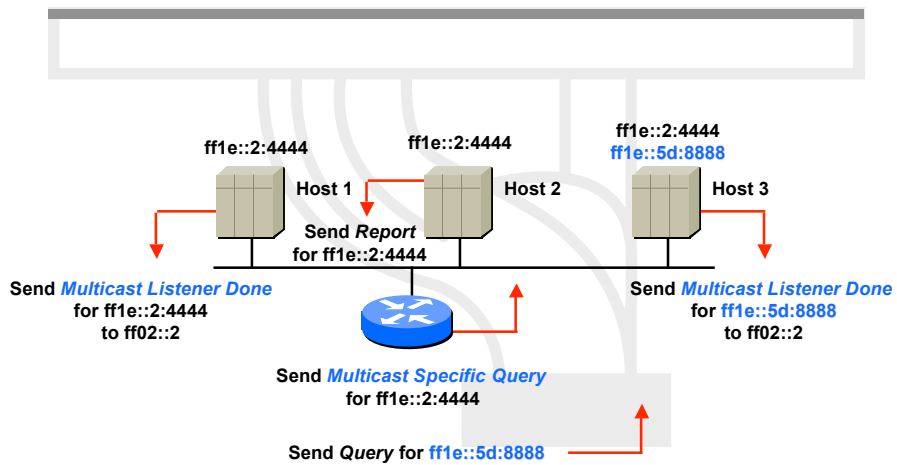 ff1e::2:4444
ff1e::2:4444
ff1e::2:4444
ff1e::5d:8888
Host 1
Host 2
Host 3
Send Report
for ff1e::2:4444
Send Multicast Listener Done
for ff1e::2:4444
to ff02::2
Send Multicast Listener Done
for ff1e::5d:8888
to ff02::2
Send Multicast Specific Query
for ff1e::2:4444
Send Query for ff1e::5d:8888